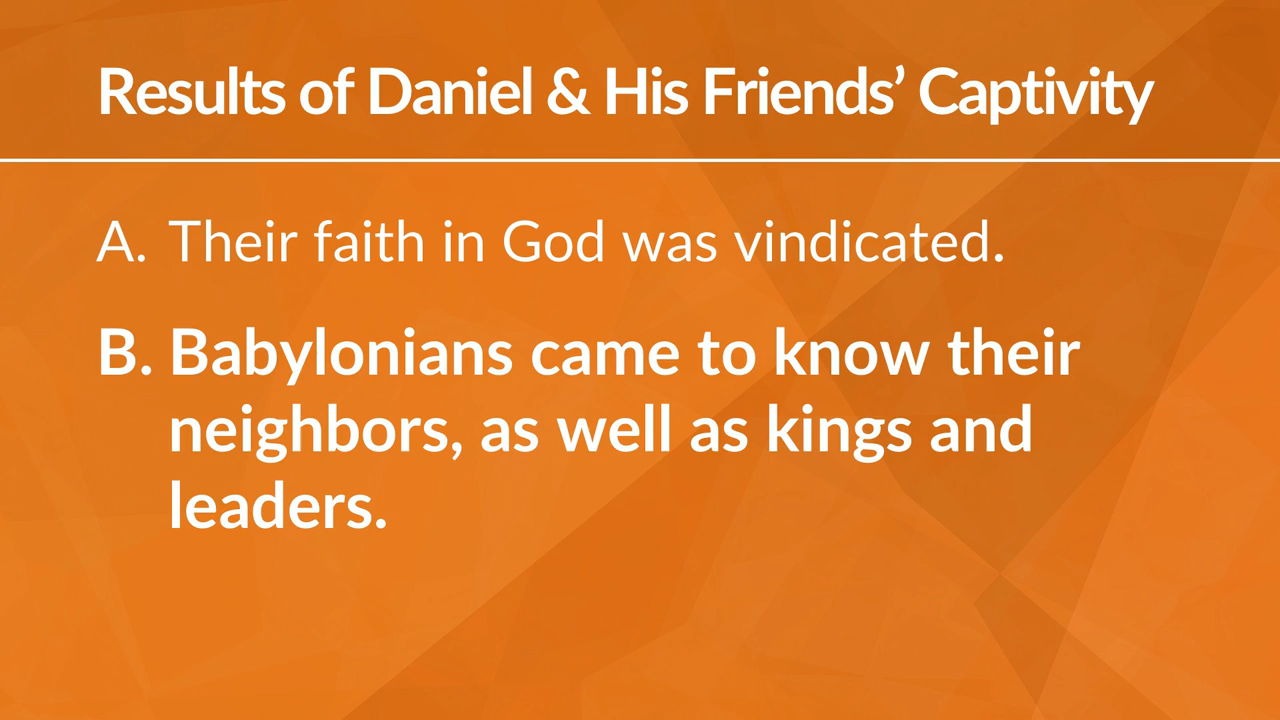 Results of Daniel & His Friends’ Captivity
A. Their faith in God was vindicated.
B. Babylonians came to know their
neighbors, as well as kings and
leaders.